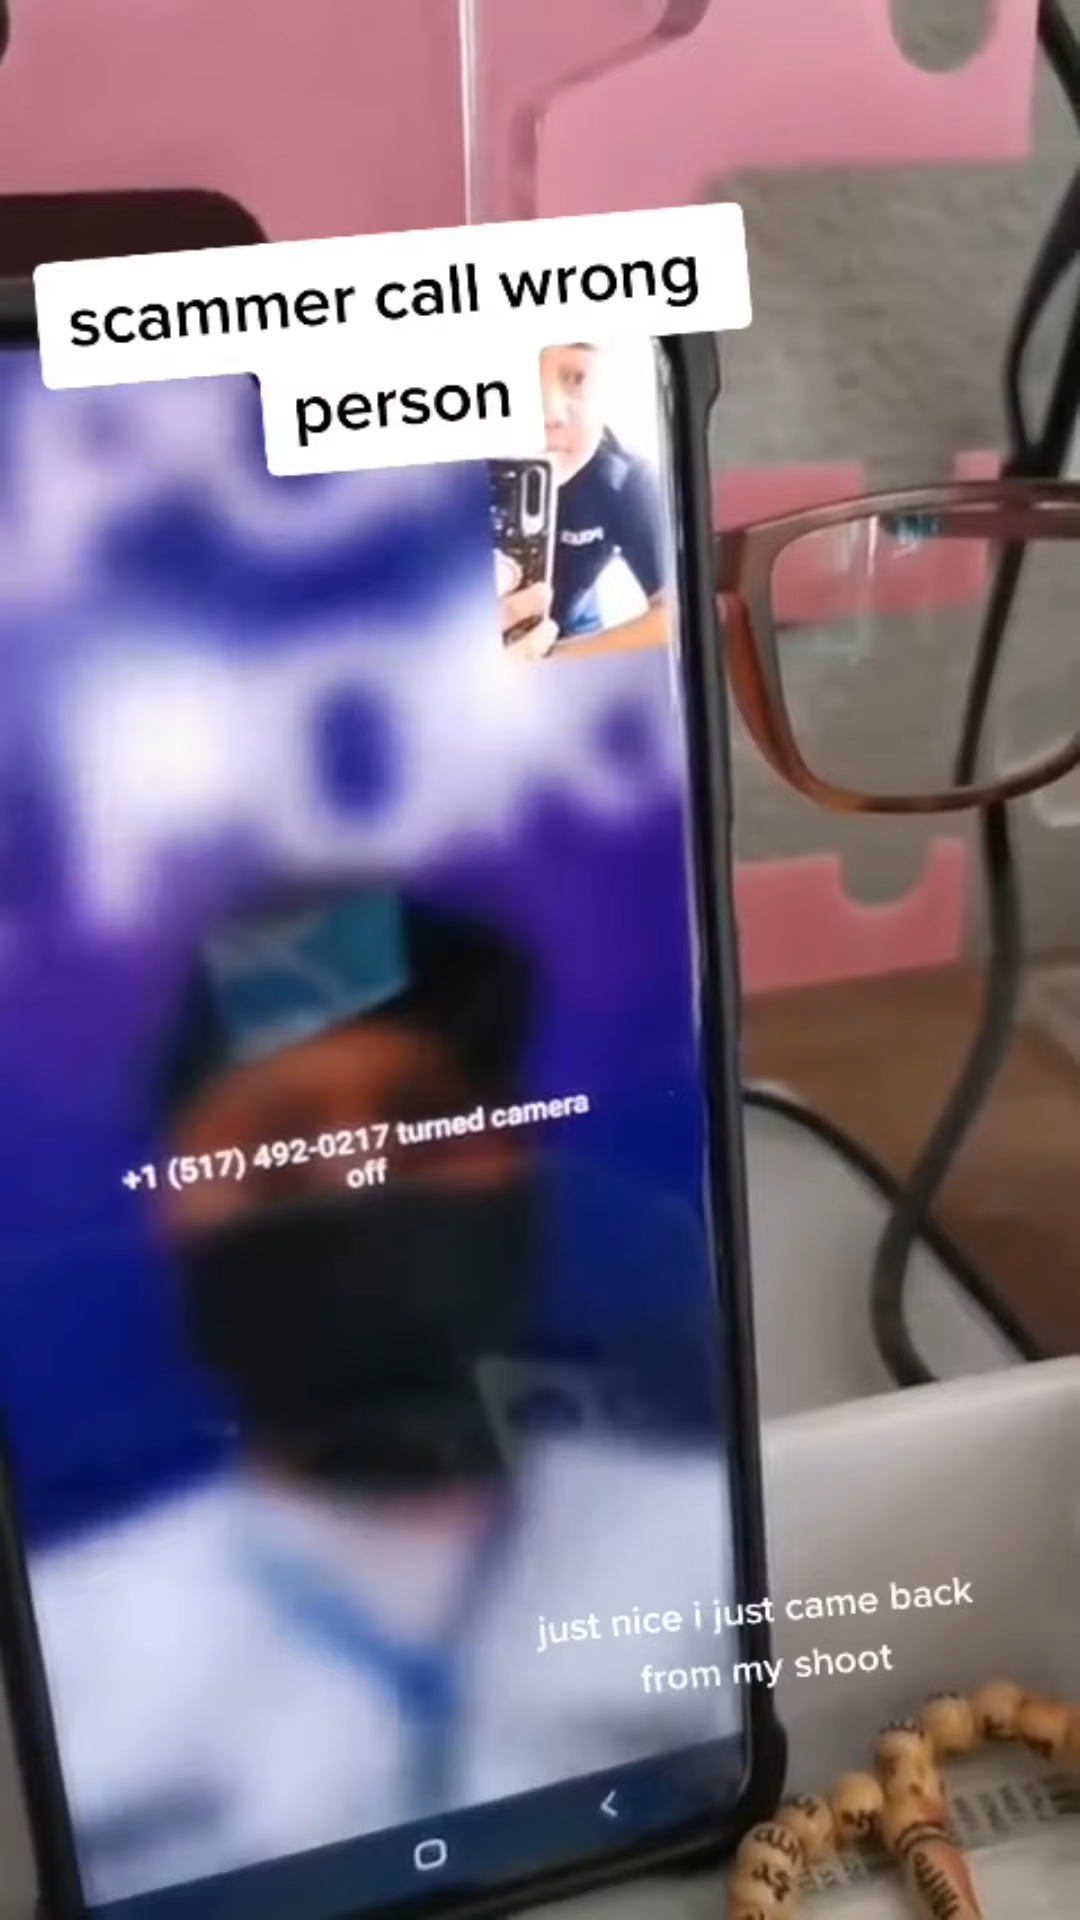 scammer call wrong
person
+1 (517) 492-0217 turned camera
off
just nice i just came back
from my shoot